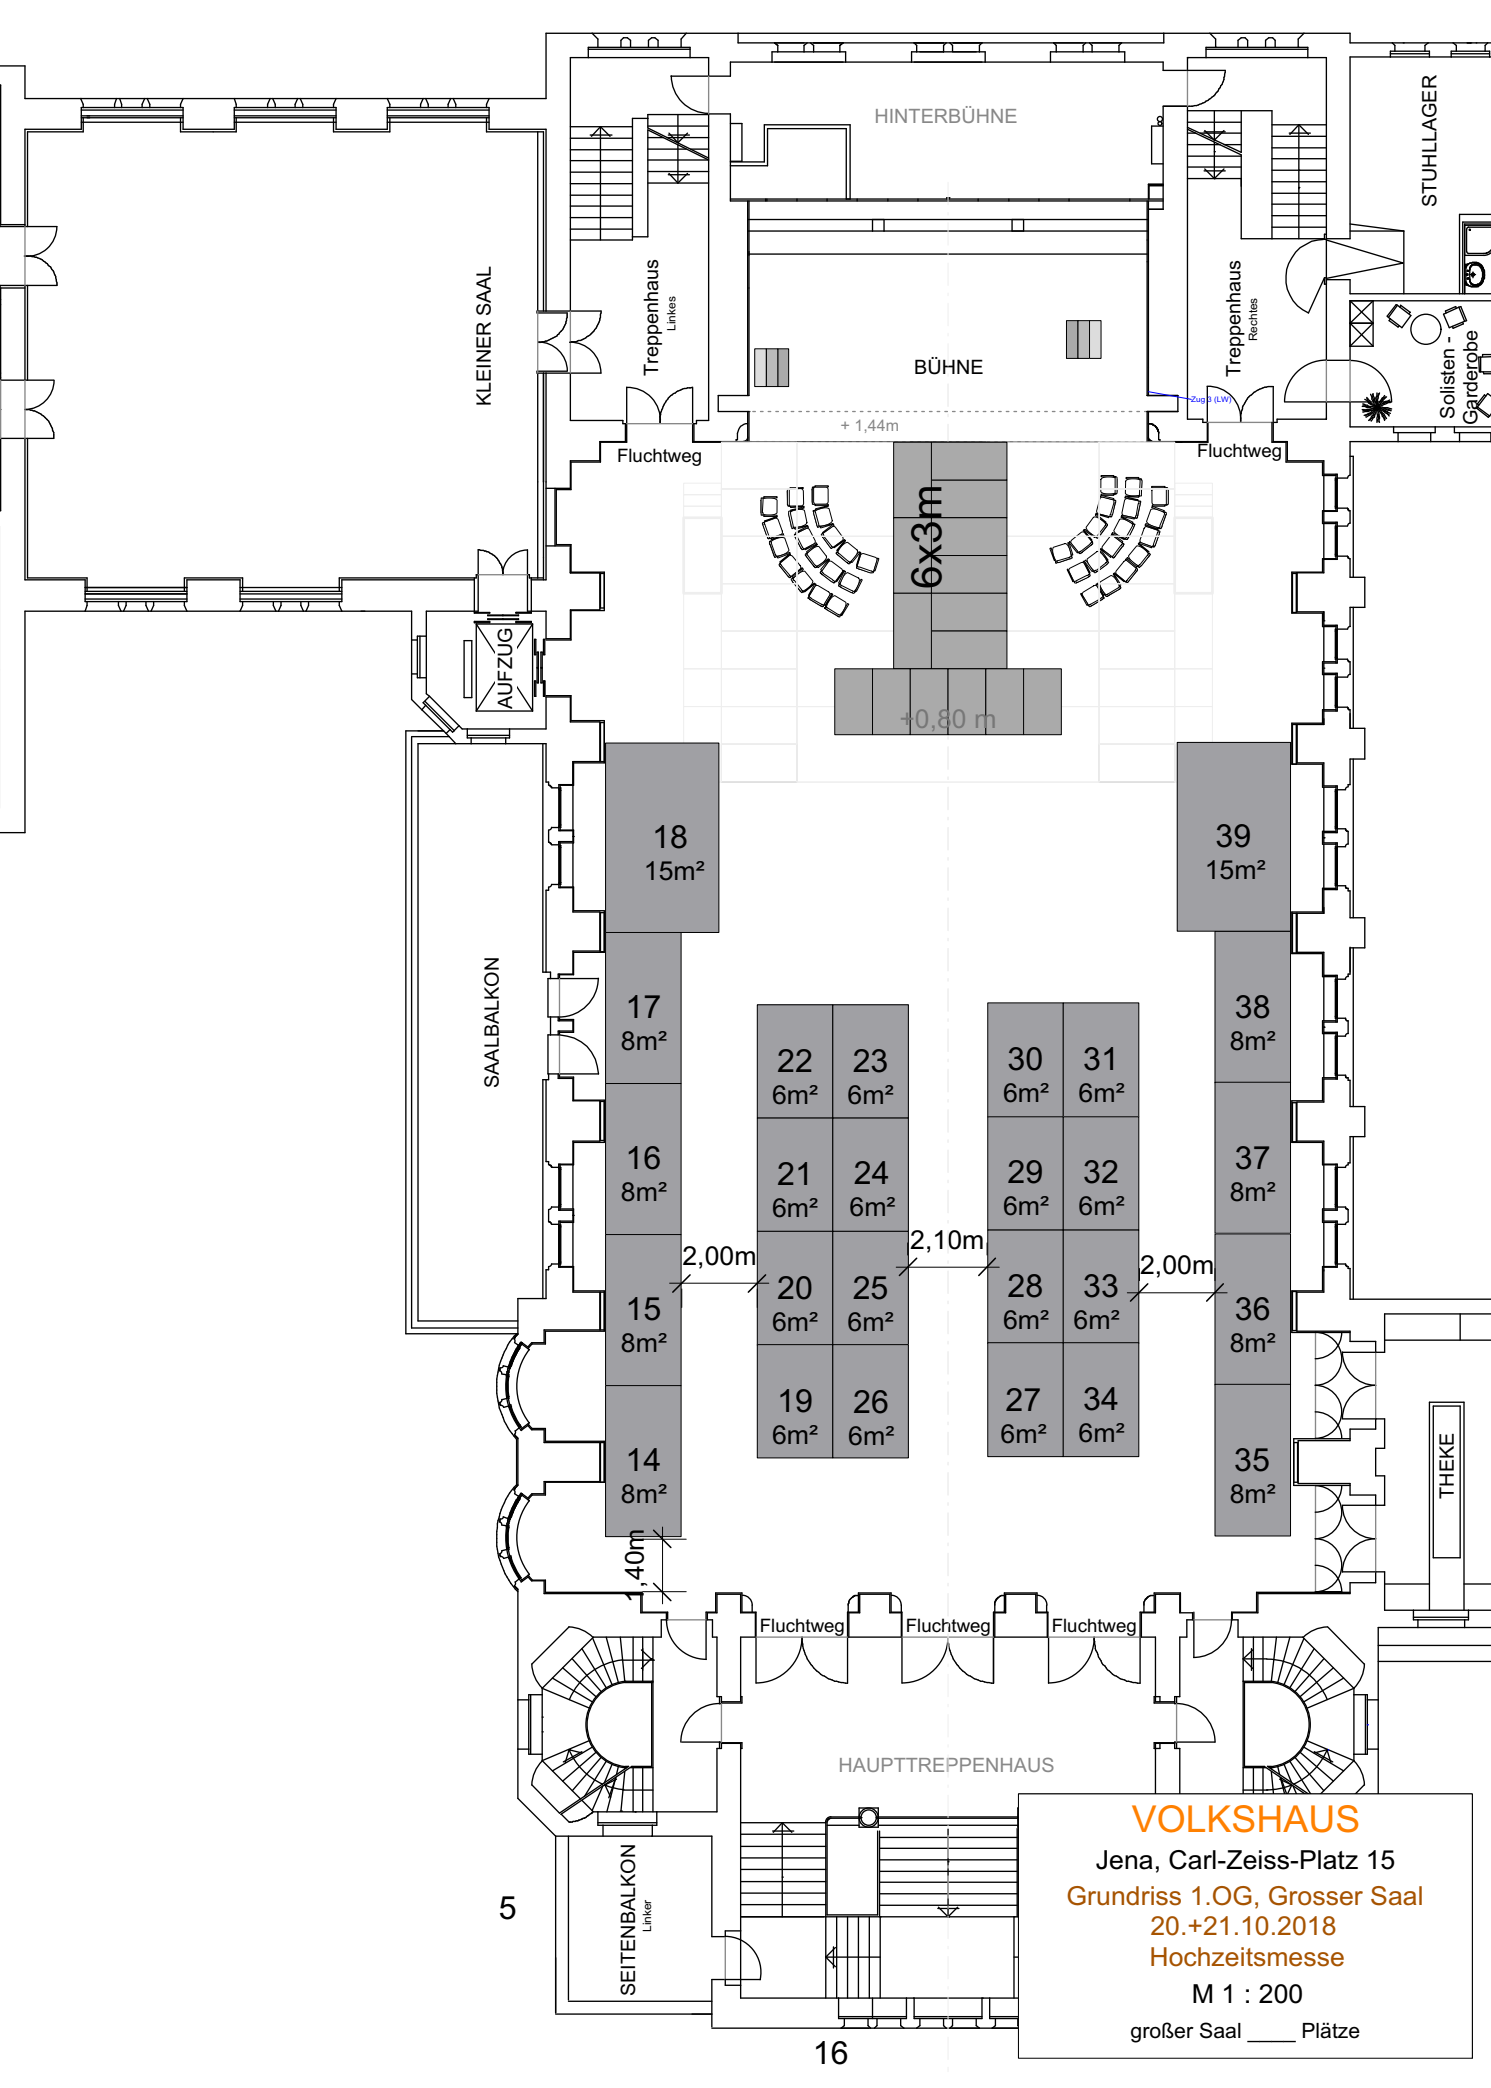 HINTERBÜHNE
STUHLLAGER
KLEINER SAAL
Treppenhaus
Linkes
Treppenhaus
Rechtes
BÜHNE
Solisten -
Garderobe
Zug 3 (LW)
+ 1,44m
Fluchtweg
Fluchtweg
6x3m
AUFZUG
+0,80 m
18
15m²
39
15m²
SAALBALKON
17
8m²
38
8m²
22
6m²
23
6m²
30
6m²
31
6m²
16
8m²
37
8m²
21
6m²
24
6m²
29
6m²
32
6m²
2,00m
2,10m
2,00m
15
8m²
36
8m²
20
6m²
25
6m²
28
6m²
33
6m²
19
6m²
26
6m²
27
6m²
34
6m²
14
8m²
35
8m²
THEKE
,40m
Fluchtweg
Fluchtweg
Fluchtweg
HAUPTTREPPENHAUS
SEITENBALKON
Linker
5
16
VOLKSHAUS
Jena, Carl-Zeiss-Platz 15
Grundriss 1.OG, Grosser Saal
20.+21.10.2018
Hochzeitsmesse
M 1 : 200
großer Saal ____ Plätze